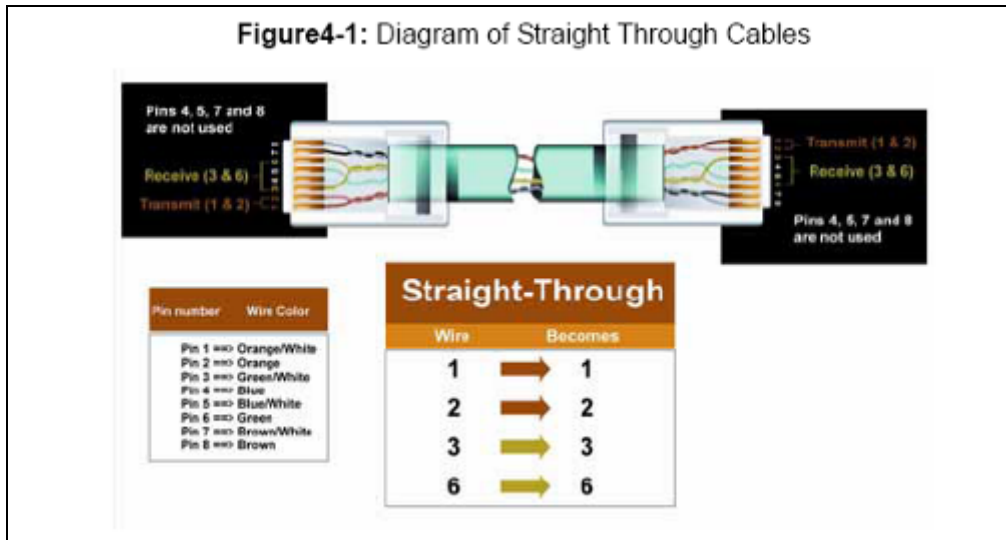 Figure4-1: Diagram of Straight Through Cables
Pins 4, 5, 7 and 8
are not used
Receive (3 & 6)
Transmit (1 & 2)
Transmit (1 & 2)
Receive (3 & 6)
Pins 4, 5, 7 and 8
are not used
Pin number Wire Color
Pin 1 ==> Orange/White
Pin 2 ==> Orange
Pin 3 ==> Green/White
Pin 4 ==> Blue
Pin 5 ==> Blue/White
Pin 6 ==> Green
Pin 7 ==> Brown/White
Pin 8 ==> Brown
Straight-Through
Wire Becomes
1 1
2 2
3 3
6 6